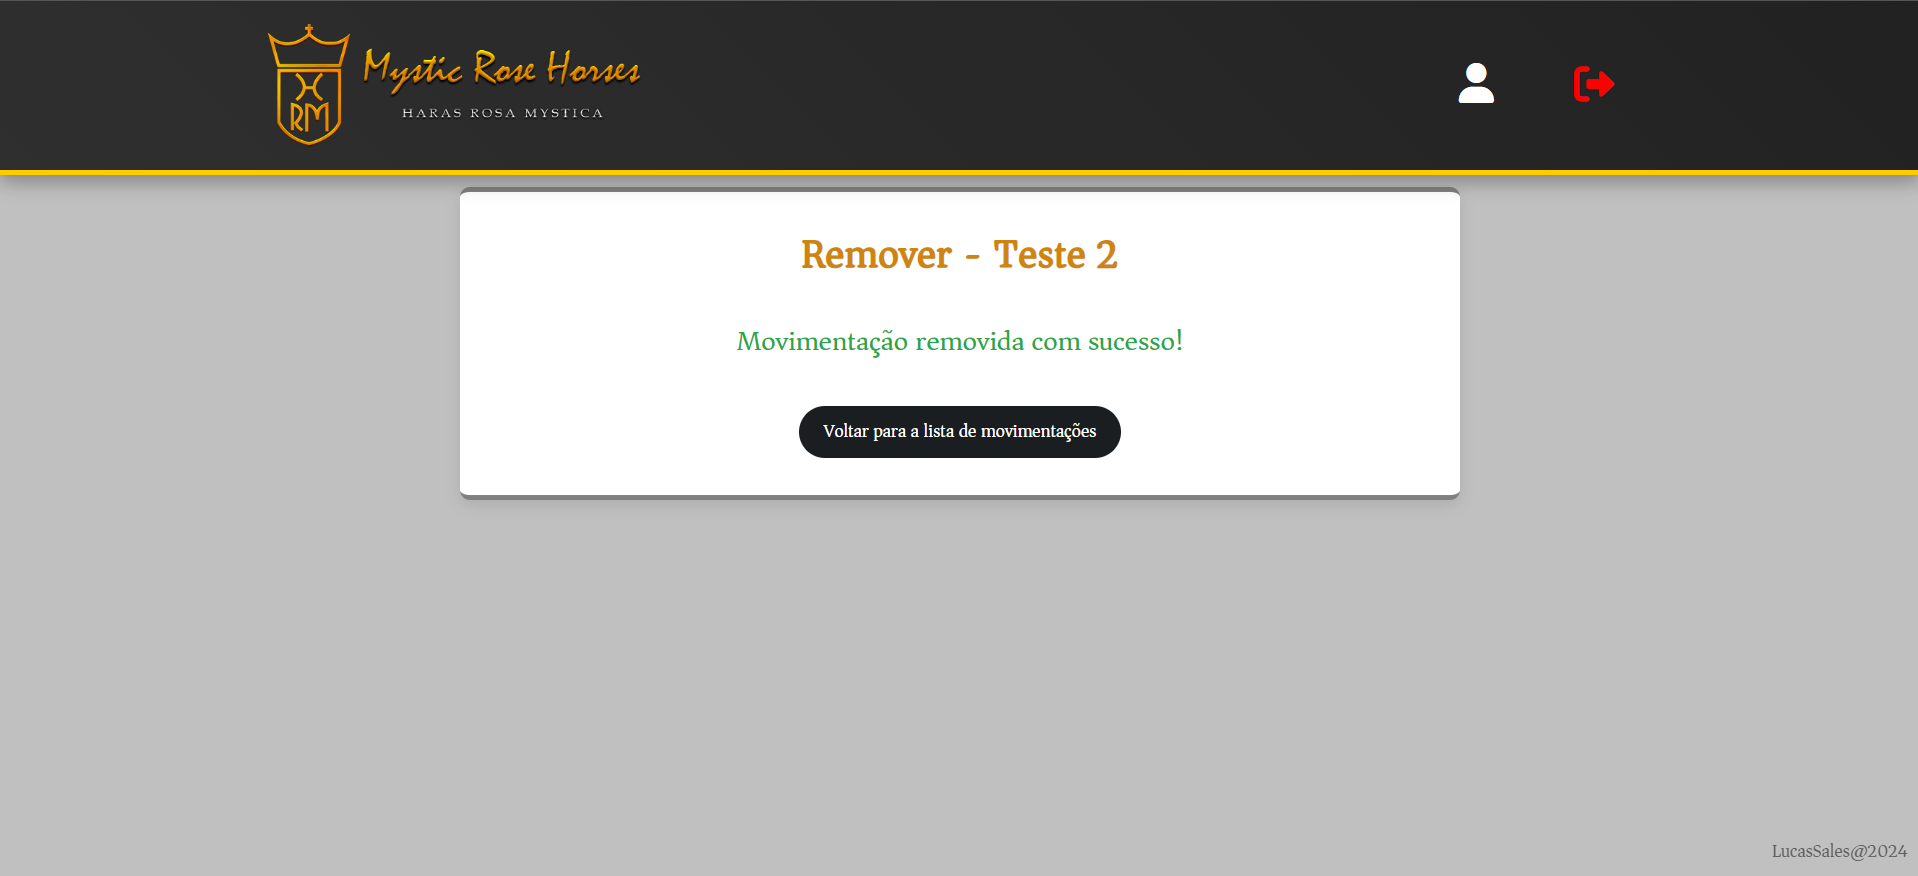 Mystic Rose Horses
HARAS ROSA MYSTICA
HRM
Remover - Teste 2
Movimentação removida com sucesso!
Voltar para a lista de movimentações
LucasSales@2024